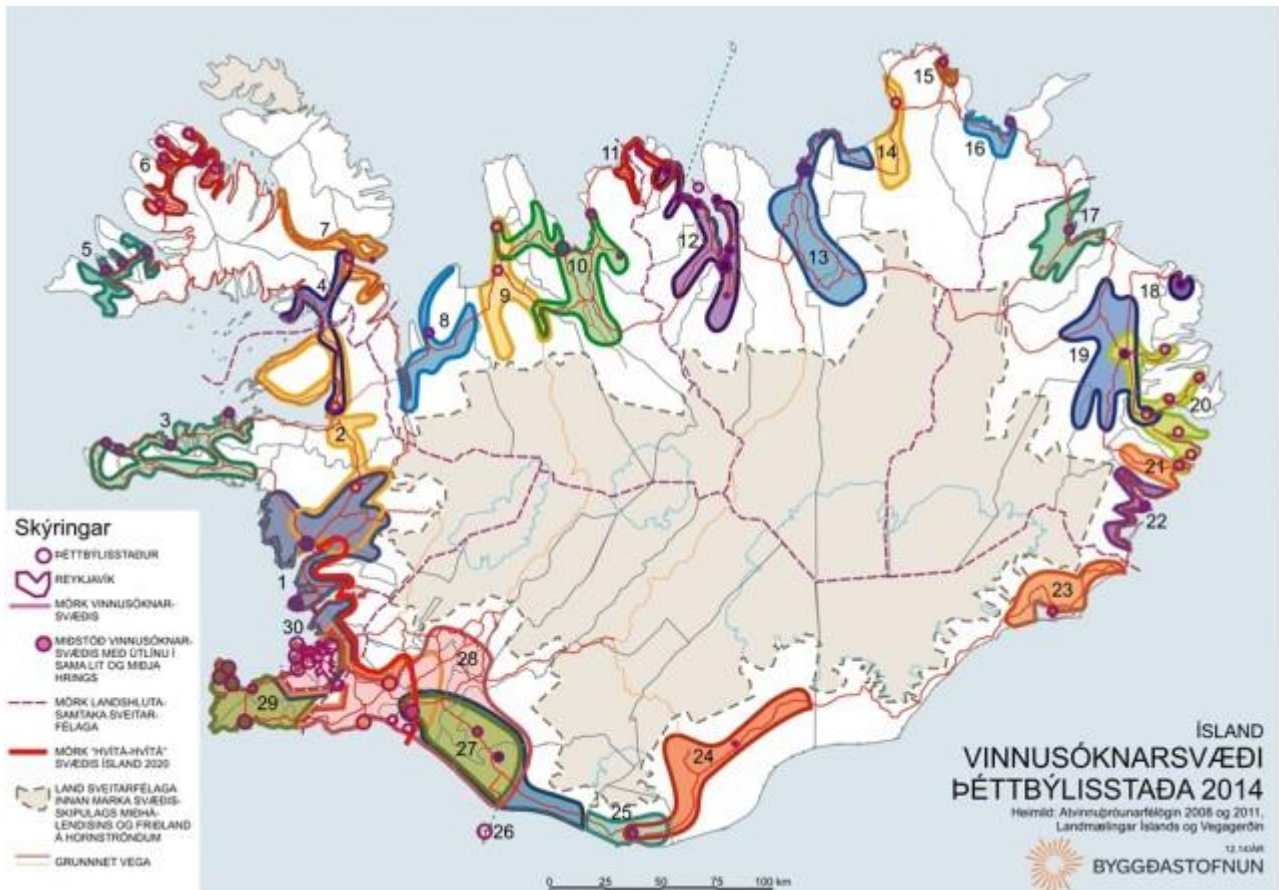 15
16
14
11
6
17
7
5
12
13
10
18
4
9
8
19
20
3
2
21
22
23
1
30
28
29
27
24
25
26
Skýringar
ÞÉTTBÝLISSTAÐUR
REYKJAVÍK
MÖRK VINNUSÓKNAR-
SVÆÐIS
MIÐSTÖÐ VINNUSÓKNAR-
SVÆÐIS MEÐ ÚTLÍNU Í
SAMA LIT OG MIÐJA
HRINGS
MÖRK LANDSHLUTA-
SAMTAKA SVEITAR-
FÉLAGA
MÖRK "HVÍTÁ-HVÍTÁ"
SVÆÐIS ÍSLAND 2020
LAND SVEITARFÉLAGA
INNAN MARKA SVÆÐIS-
SKIPULAGS MIÐHÁ-
LENDISINS OG FRIÐLAND
Á HORNSTRÖNDUM
GRUNNNET VEGA
0 25 50 75 100 km
ÍSLAND
VINNUSÓKNARSVÆÐI
ÞÉTTBÝLISSTAÐA 2014
Heimild: Atvinnuþróunarfélögin 2008 og 2011,
Landmælingar Íslands og Vegagerðin
12.14/ÁR
BYGGÐASTOFNUN